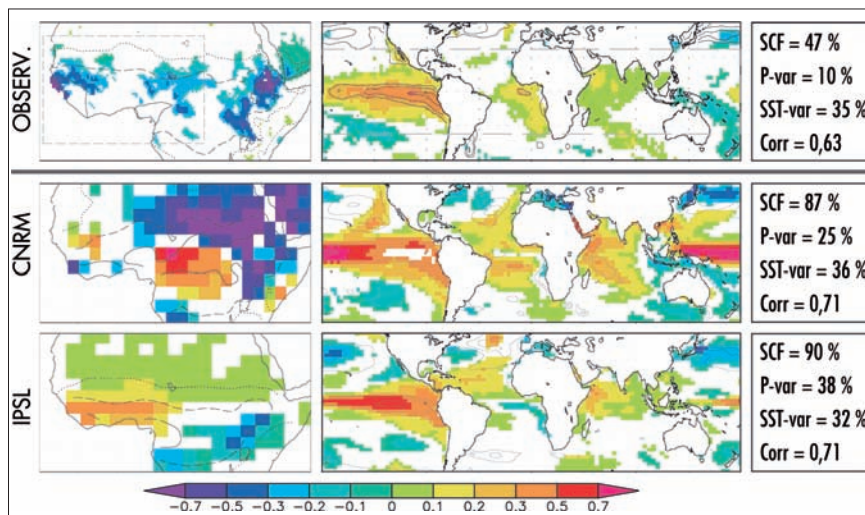 OBSERV.
SCF = 47 %
P-var = 10 %
SST-var = 35 %
Corr = 0,63
CNRM
SCF = 87 %
P-var = 25 %
SST-var = 36 %
Corr = 0,71
IPSL
SCF = 90 %
P-var = 38 %
SST-var = 32 %
Corr = 0,71
-0.7 -0.5 -0.3 -0.2 -0.1 0 0.1 0.2 0.3 0.5 0.7